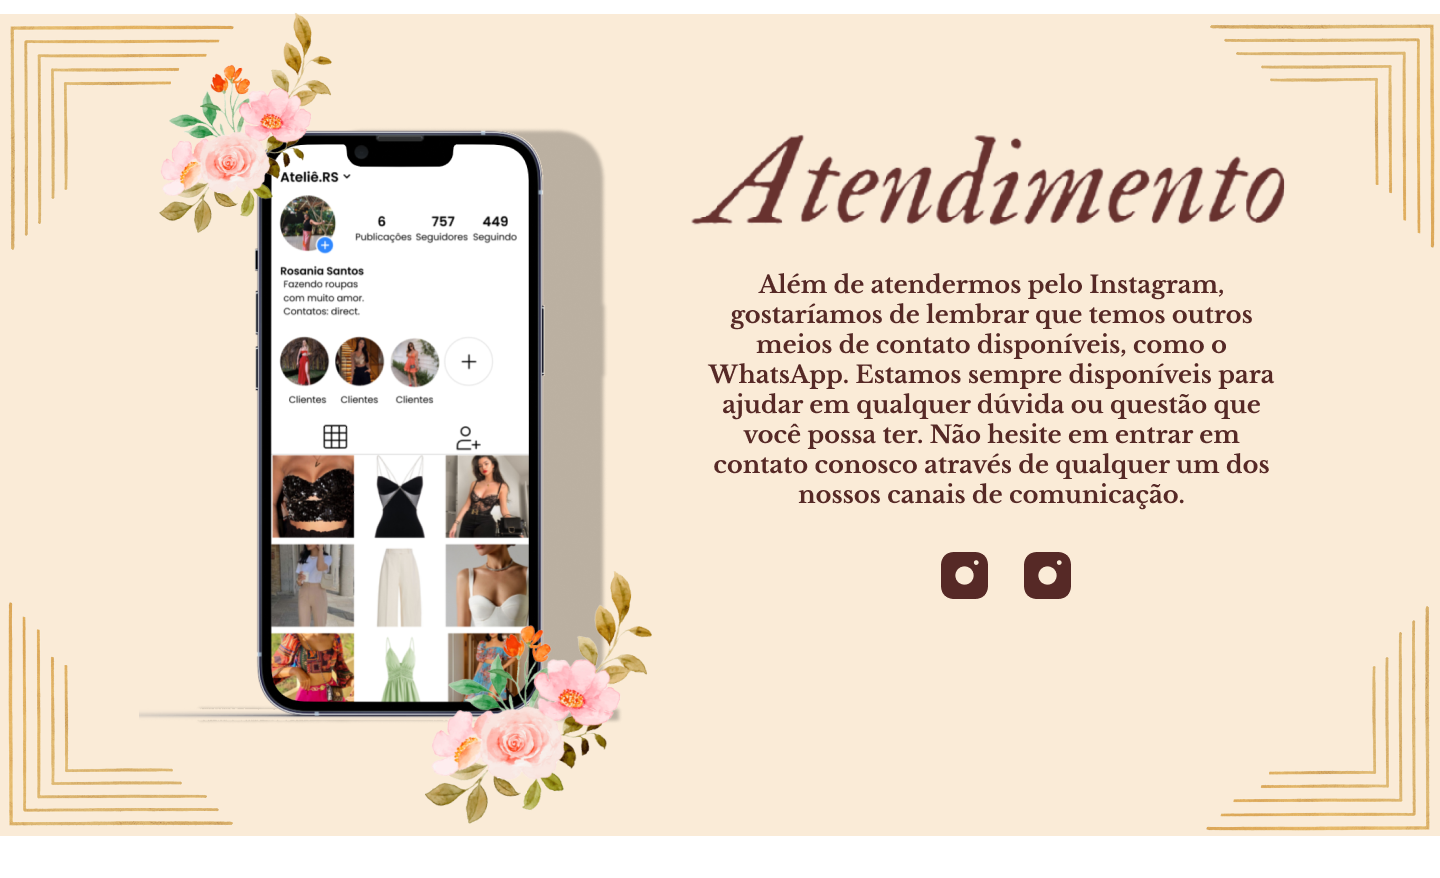 Ateliê.RS
6 757 449
Publicações Seguidores Seguindo
Rosania Santos
Fazendo roupas
com muito amor.
Contatos: direct.
Clientes Clientes Clientes
Atendimento
Além de atendermos pelo Instagram,
gostaríamos de lembrar que temos outros
meios de contato disponíveis, como o
WhatsApp. Estamos sempre disponíveis para
ajudar em qualquer dúvida ou questão que
você possa ter. Não hesite em entrar em
contato conosco através de qualquer um dos
nossos canais de comunicação.